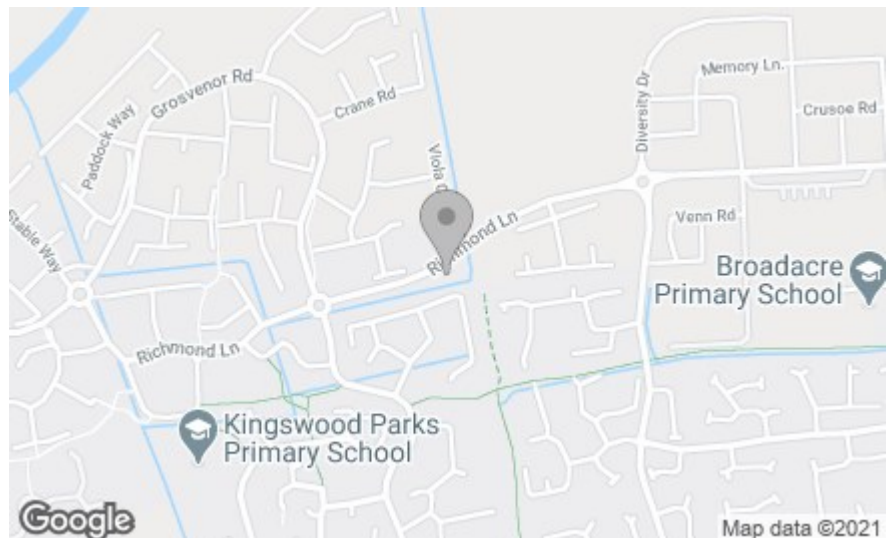 Memory Ln.
Grosvenor Rd
Crane Rd
Diversity Dr
Crusoe Rd
Paddock Way
Viola
Stable Way
Richmond Ln
Venn Rd
Broadacre
Primary School
Richmond Ln
Kingswood Parks
Primary School
Google
Map data ©2021